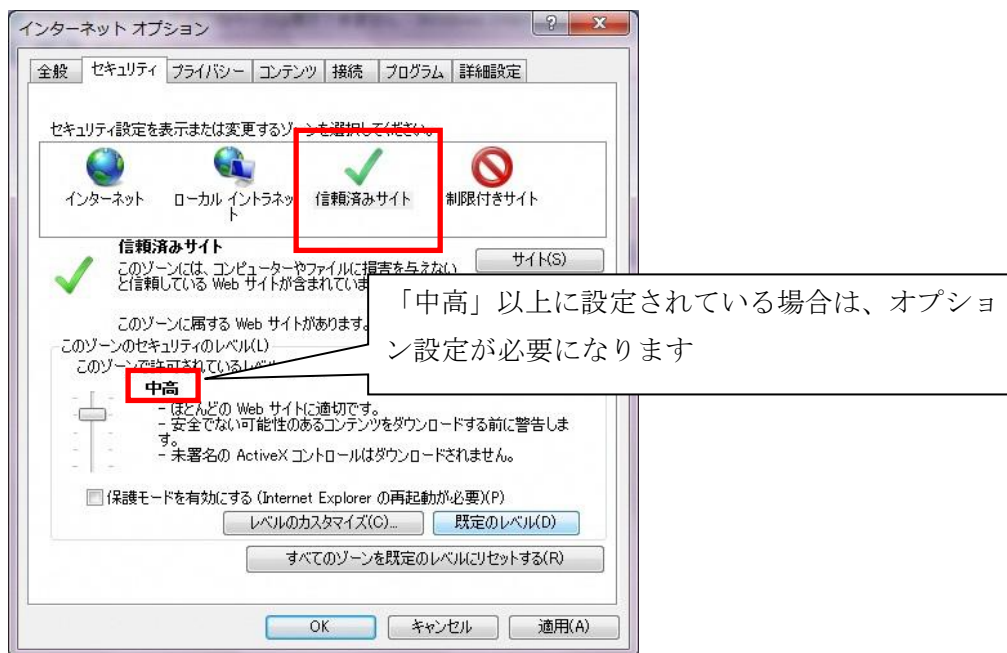 インターネット オプション
全般 セキュリティ プライバシー コンテンツ 接続 プログラム 詳細設定
セキュリティ設定を表示または変更するゾーンを選択してください。
インターネット
ローカル イントラネッ
ト
信頼済みサイト
制限付きサイト
信頼済みサイト
このゾーンには、コンピューターやファイルに損害を与えない
と信頼している Web サイトが含まれていま
サイト(S)
このゾーンに属する Web サイトがあります。
「中高」以上に設定されている場合は、オプショ
ン設定が必要になります
このゾーンのセキュリティのレベル(L)
このゾーンで許可されているレベル
中高
- ほとんどの Web サイトに適切です。
- 安全でない可能性のあるコンテンツをダウンロードする前に警告しま
す。
- 未署名の ActiveX コントロールはダウンロードされません。
保護モードを有効にする (Internet Explorer の再起動が必要)(P)
レベルのカスタマイズ(C)... 既定のレベル(D)
すべてのゾーンを既定のレベルにリセットする(R)
OK キャンセル 適用(A)